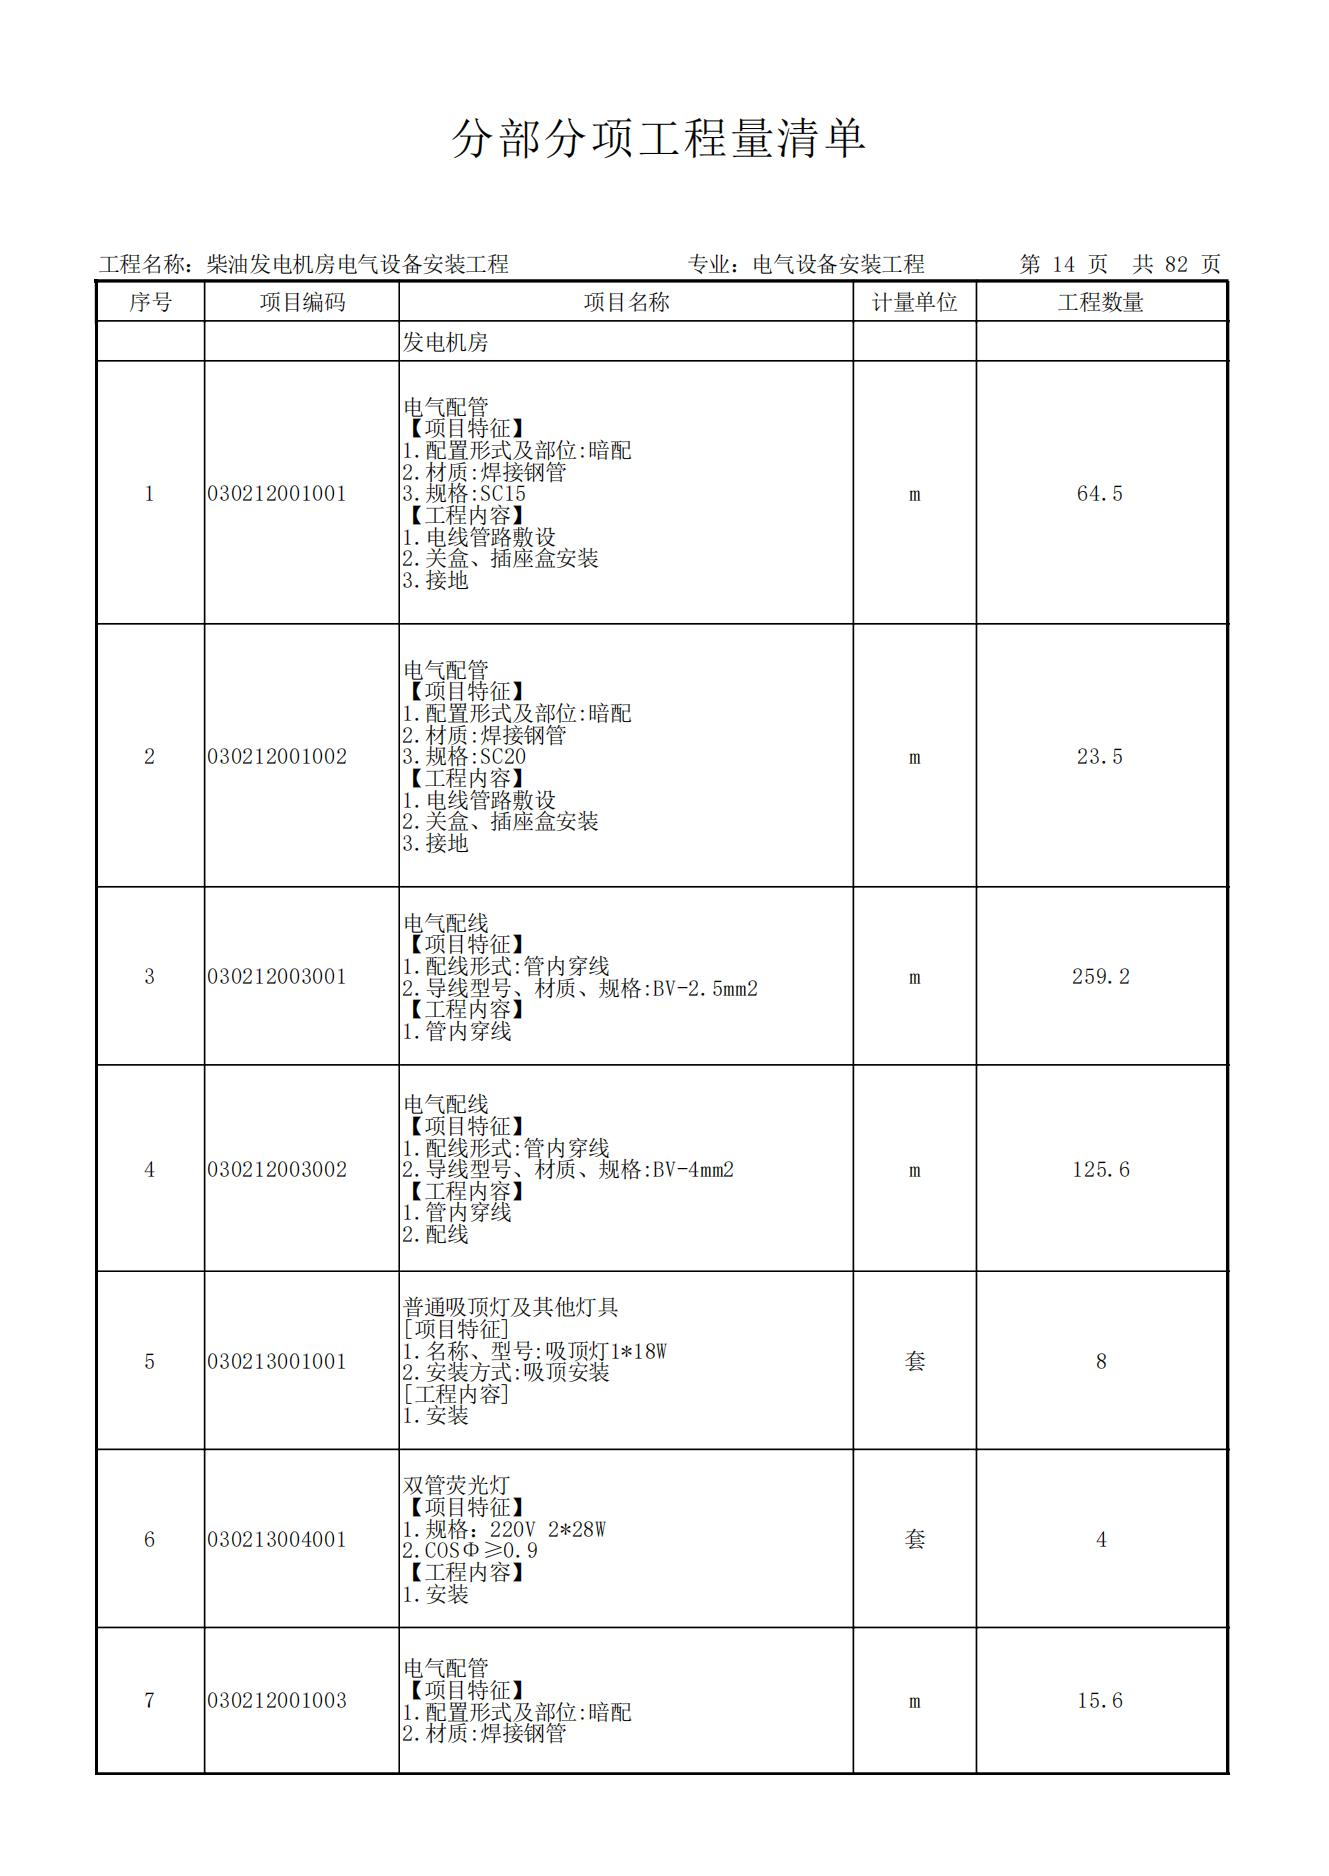 分部分项工程量清单
工程名称：柴油发电机房电气设备安装工程 专业：电气设备安装工程 第 14 页 共 82 页
序号 项目编码 项目名称 计量单位 工程数量
发电机房
1 030212001001 电气配管 m 64.5
【项目特征】
1.配置形式及部位:暗配
2.材质:焊接钢管
3.规格:SC15
【工程内容】
1.电线管路敷设
2.关盒、插座盒安装
3.接地
2 030212001002 电气配管 m 23.5
【项目特征】
1.配置形式及部位:暗配
2.材质:焊接钢管
3.规格:SC20
【工程内容】
1.电线管路敷设
2.关盒、插座盒安装
3.接地
3 030212003001 电气配线 m 259.2
【项目特征】
1.配线形式:管内穿线
2.导线型号、材质、规格:BV-2.5mm2
【工程内容】
1.管内穿线
4 030212003002 电气配线 m 125.6
【项目特征】
1.配线形式:管内穿线
2.导线型号、材质、规格:BV-4mm2
【工程内容】
1.管内穿线
2.配线
5 030213001001 普通吸顶灯及其他灯具 套 8
[项目特征]
1.名称、型号:吸顶灯1*18W
2.安装方式:吸顶安装
[工程内容]
1.安装
6 030213004001 双管荧光灯 套 4
【项目特征】
1.规格：220V 2*28W
2.COSΦ≥0.9
【工程内容】
1.安装
7 030212001003 电气配管 m 15.6
【项目特征】
1.配置形式及部位:暗配
2.材质:焊接钢管